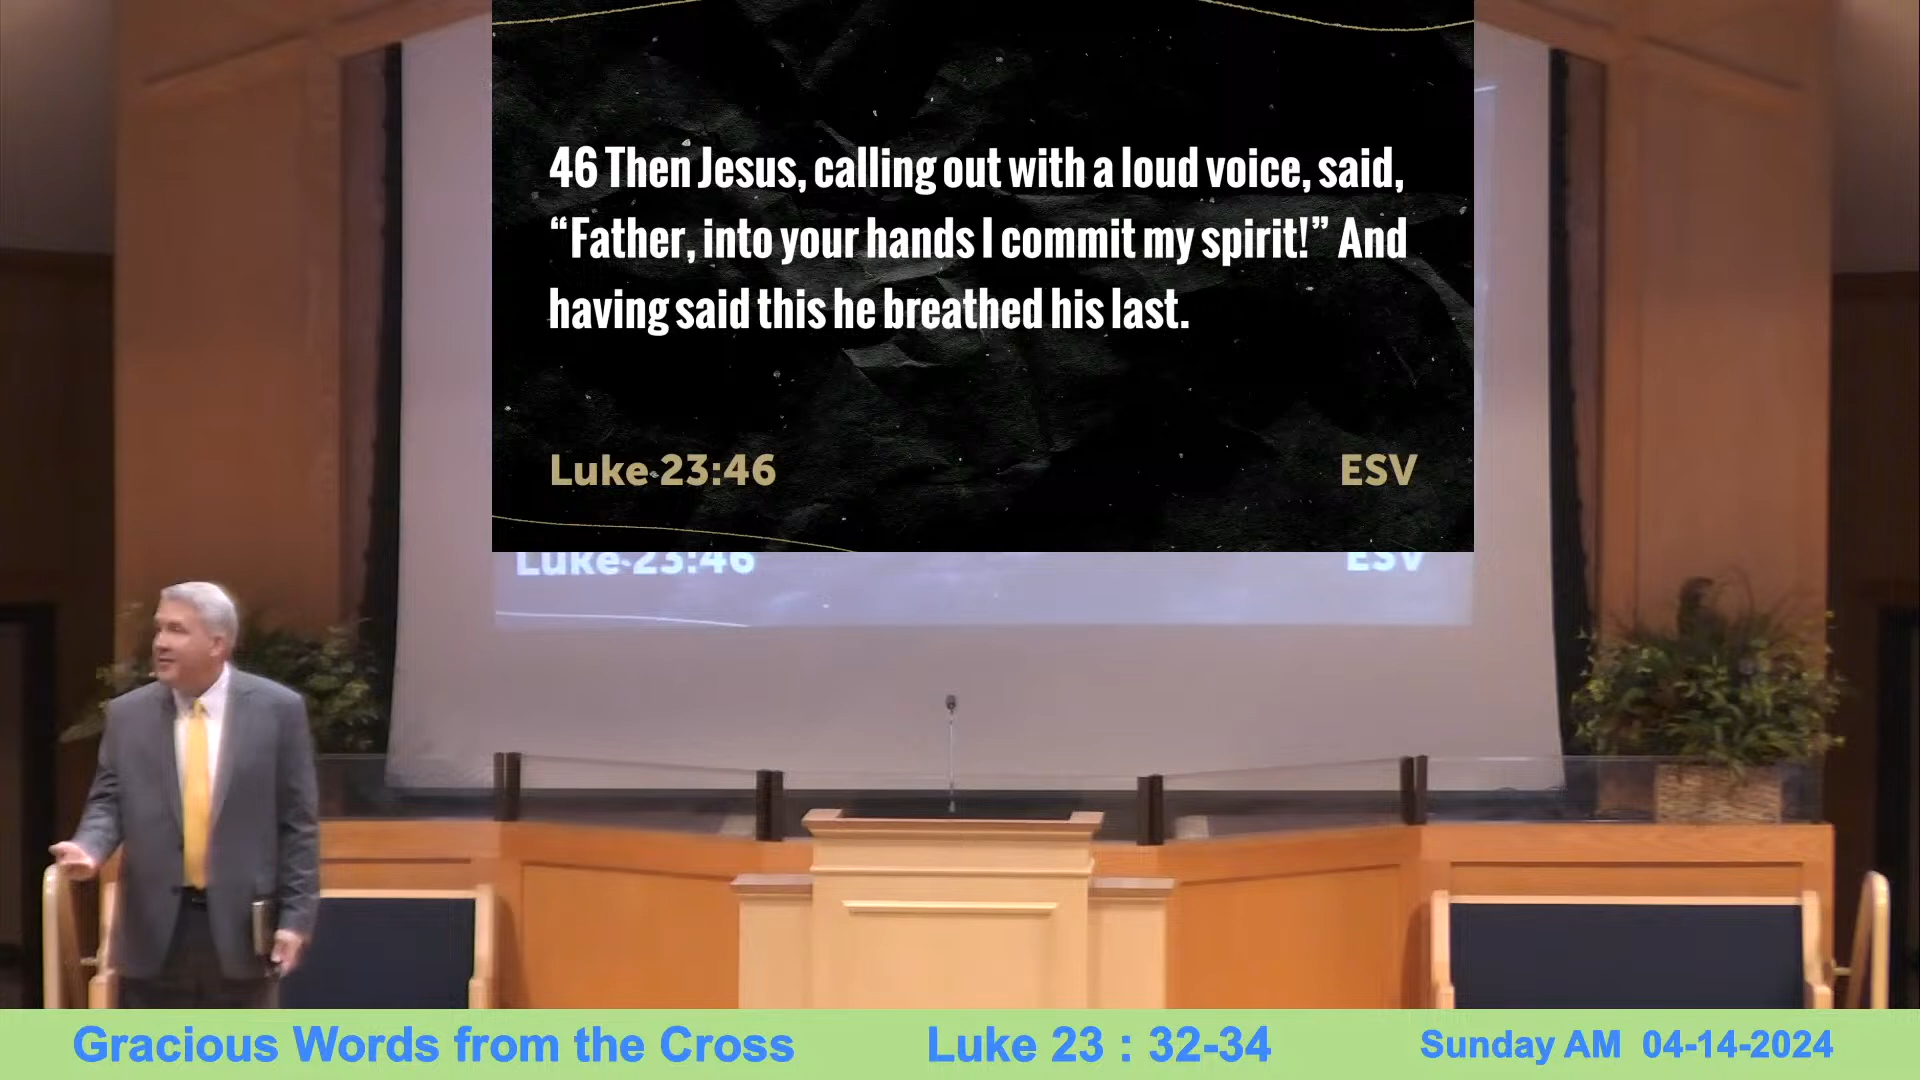 46 Then Jesus, calling out with a loud voice, said,
“Father, into your hands I commit my spirit!” And
having said this he breathed his last.
Luke 23:46
ESV
Luke 23:46
ESV
Gracious Words from the Cross
Luke 23 : 32-34
Sunday AM 04-14-2024